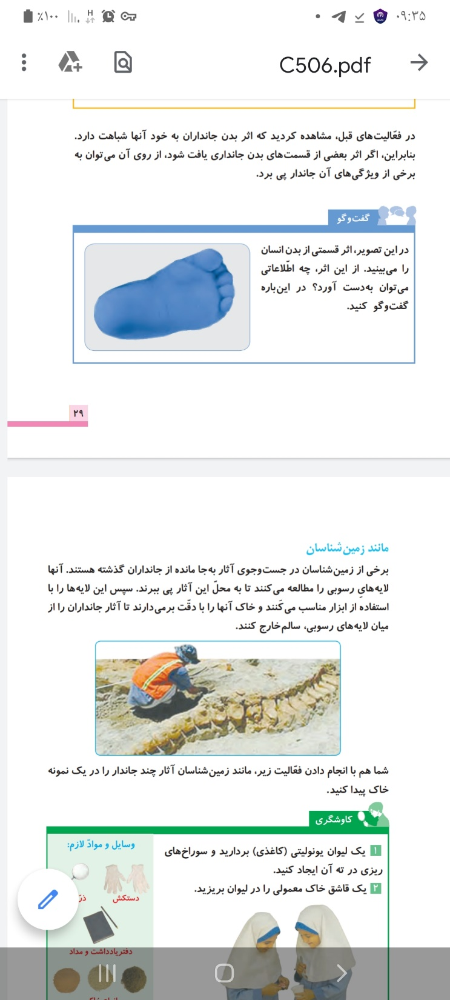 ٪۱۰۰
H
۰۹:۳۵
C506.pdf
در فعّالیت‌های قبل، مشاهده کردید که اثر بدن جانداران به خود آنها شباهت دارد.
بنابراین، اگر اثر بعضی از قسمت‌های بدن جانداری یافت شود، از روی آن می‌توان به
برخی از ویژگی‌های آن جاندار پی برد.
گفت‌و‌گو
در این تصویر، اثر قسمتی از بدن انسان
را می‌بینید. از این اثر، چه اطّلاعاتی
می‌توان به‌دست آورد؟ در این‌باره
گفت‌و‌گو کنید.
۲۹
مانند زمین‌شناسان
برخی از زمین‌شناسان در جست‌وجوی آثار به‌جا مانده از جانداران گذشته هستند. آنها
لایه‌هایِ رسوبی را مطالعه می‌کنند تا به محلّ این آثار پی ببرند. سپس این لایه‌ها را با
استفاده از ابزار مناسب می‌کَنند و خاک آنها را با دقّت برمی‌دارند تا آثار جانداران را از
میان لایه‌های رسوبی، سالم خارج کنند.
شما هم با انجام دادن فعّالیت زیر، مانند زمین‌شناسان آثار چند جاندار را در یک نمونه
خاک پیدا کنید.
کاوشگری
۱ یک لیوان یونولیتی (کاغذی) بردارید و سوراخ‌های
ریزی در ته آن ایجاد کنید.
۲ یک قاشق خاک معمولی را در لیوان بریزید.
وسایل و موادّ لازم:
دستکش
دفتریادداشت و مداد